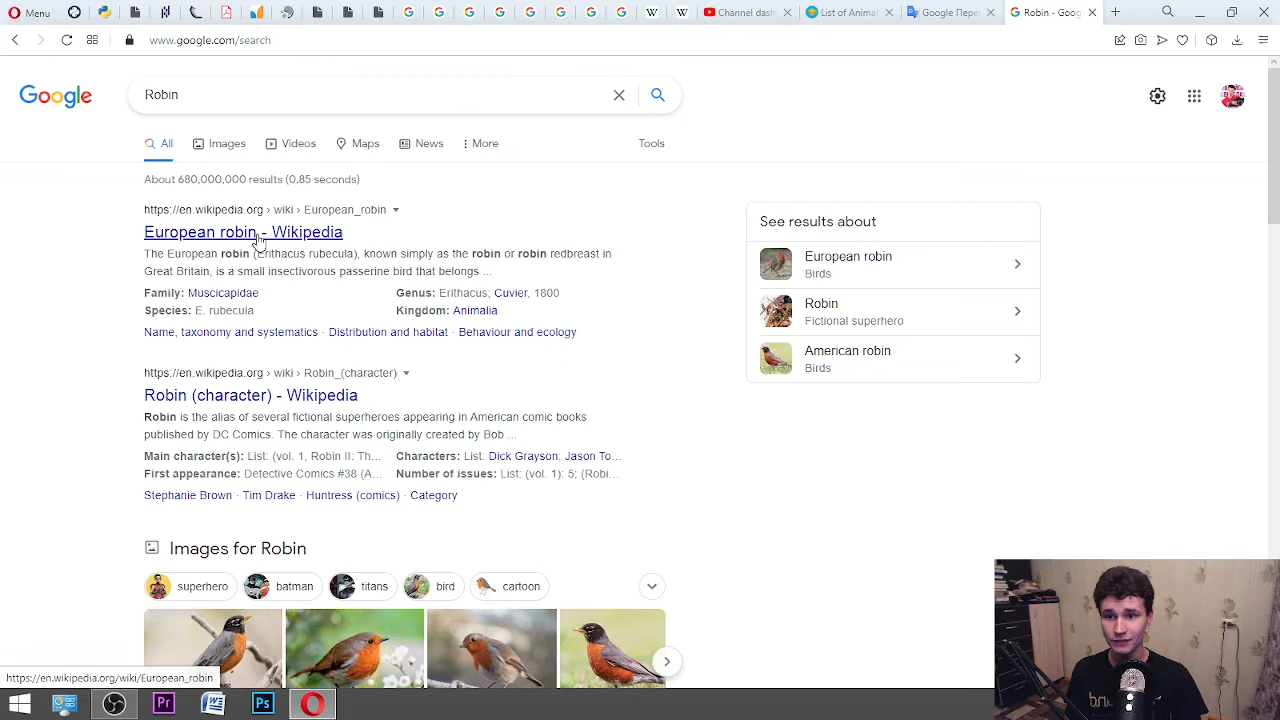 Menu
Channel dash
List of Animal
Google Пере
Robin - Goog
www.google.com/search
Google
Robin
All
Images
Videos
Maps
News
More
Tools
About 680,000,000 results (0.85 seconds)
https://en.wikipedia.org › wiki › European_robin
European robin - Wikipedia
The European robin (Erithacus rubecula), known simply as the robin or robin redbreast in
Great Britain, is a small insectivorous passerine bird that belongs ...
Family: Muscicapidae
Genus: Erithacus; Cuvier, 1800
Species: E. rubecula
Kingdom: Animalia
Name, taxonomy and systematics · Distribution and habitat · Behaviour and ecology
https://en.wikipedia.org › wiki › Robin_(character)
Robin (character) - Wikipedia
Robin is the alias of several fictional superheroes appearing in American comic books
published by DC Comics. The character was originally created by Bob ...
Main character(s): List: (vol. 1, Robin II: Th...
Characters: List: Dick Grayson; Jason To...
First appearance: Detective Comics #38 (A...
Number of issues: List: (vol. 1): 5; (Robi...
Stephanie Brown · Tim Drake · Huntress (comics) · Category
Images for Robin
superhero
batman
titans
bird
cartoon
See results about
European robin
Birds
Robin
Fictional superhero
American robin
Birds
https://en.wikipedia.org/wiki/European_robin
Pr
W
Ps